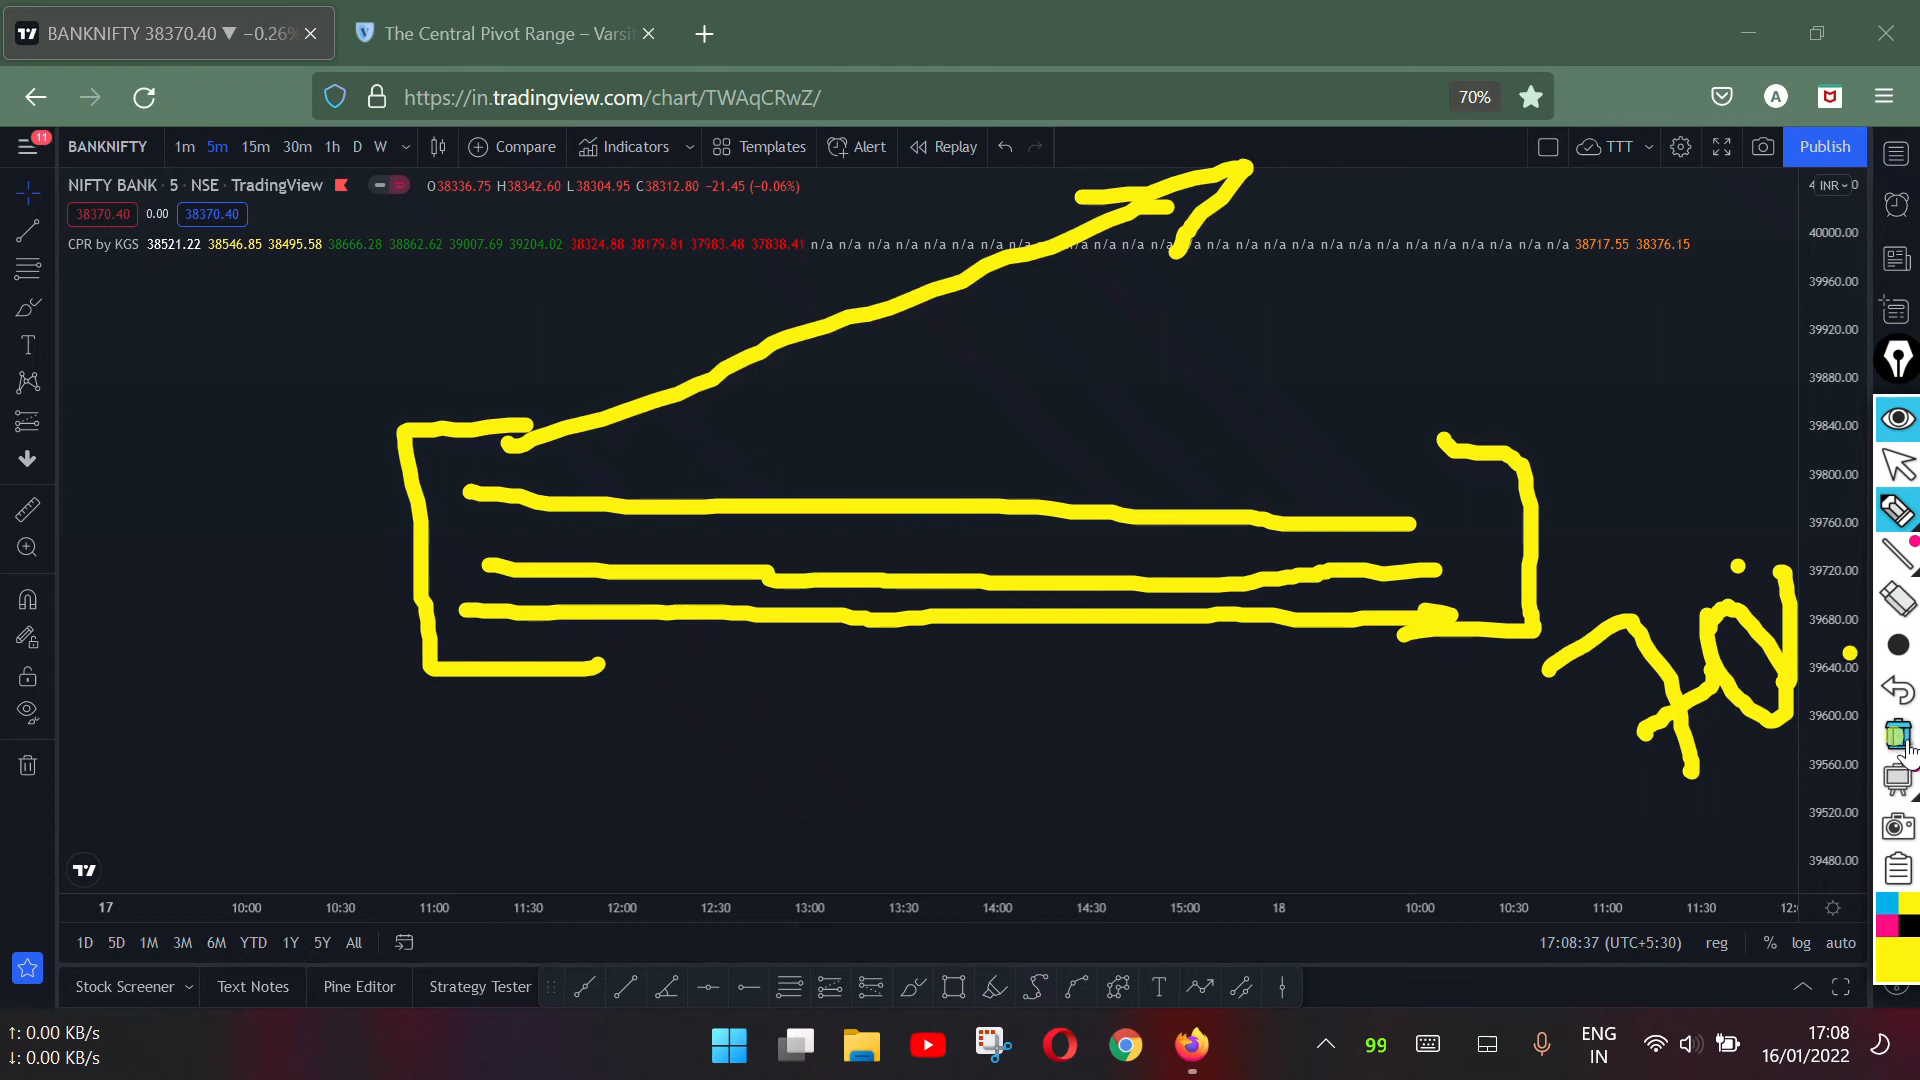 BANKNIFTY 38370.40 ▼ −0.26%
The Central Pivot Range – Varsit
https://in.tradingview.com/chart/TWAqCRwZ/
70%
A
11
BANKNIFTY 1m 5m 15m 30m 1h D W Compare Indicators Templates Alert Replay TTT Publish
NIFTY BANK · 5 · NSE · TradingView O38336.75 H38342.60 L38304.95 C38312.80 −21.45 (−0.06%)
INR
38370.40 0.00 38370.40
CPR by KGS 38521.22 38546.85 38495.58 38666.28 38862.62 39007.69 39204.02 38324.88 38179.81 37983.48 37838.41 n/a n/a n/a n/a n/a n/a n/a n/a n/a n/a n/a n/a n/a n/a n/a n/a n/a n/a n/a n/a n/a n/a n/a n/a n/a n/a 38717.55 38376.15
40000.00
39960.00
39920.00
39880.00
39840.00
39800.00
39760.00
39720.00
39680.00
39640.00
39600.00
39560.00
39520.00
39480.00
17 10:00 10:30 11:00 11:30 12:00 12:30 13:00 13:30 14:00 14:30 15:00 18 10:00 10:30 11:00 11:30 12:
1D 5D 1M 3M 6M YTD 1Y 5Y All 17:08:37 (UTC+5:30) reg % log auto
Stock Screener Text Notes Pine Editor Strategy Tester
↑: 0.00 KB/s
↓: 0.00 KB/s
99
ENG
IN
17:08
16/01/2022